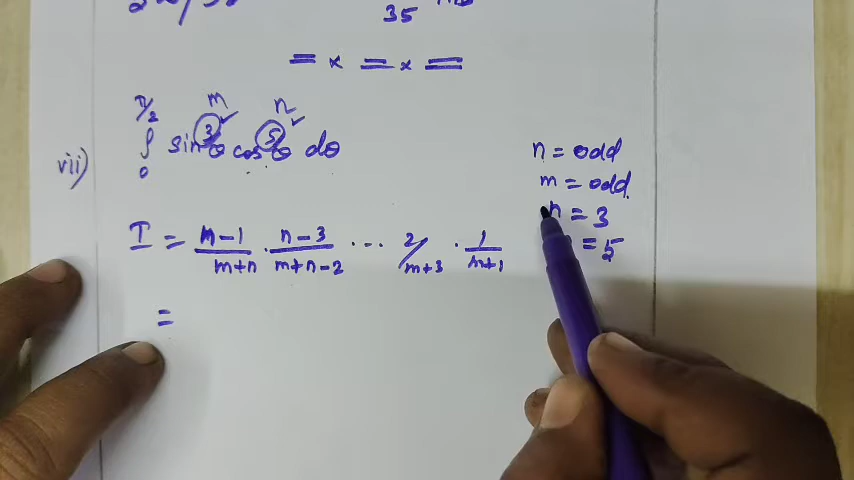 35
= x = x =
π/2 m n
vii) ∫ sin³θ cos⁵θ dθ
0
n = odd
m = odd.
n = 3
= 5
I = m-1/m+n . n-3/m+n-2 ... 2/m+3 . 1/m+1
=